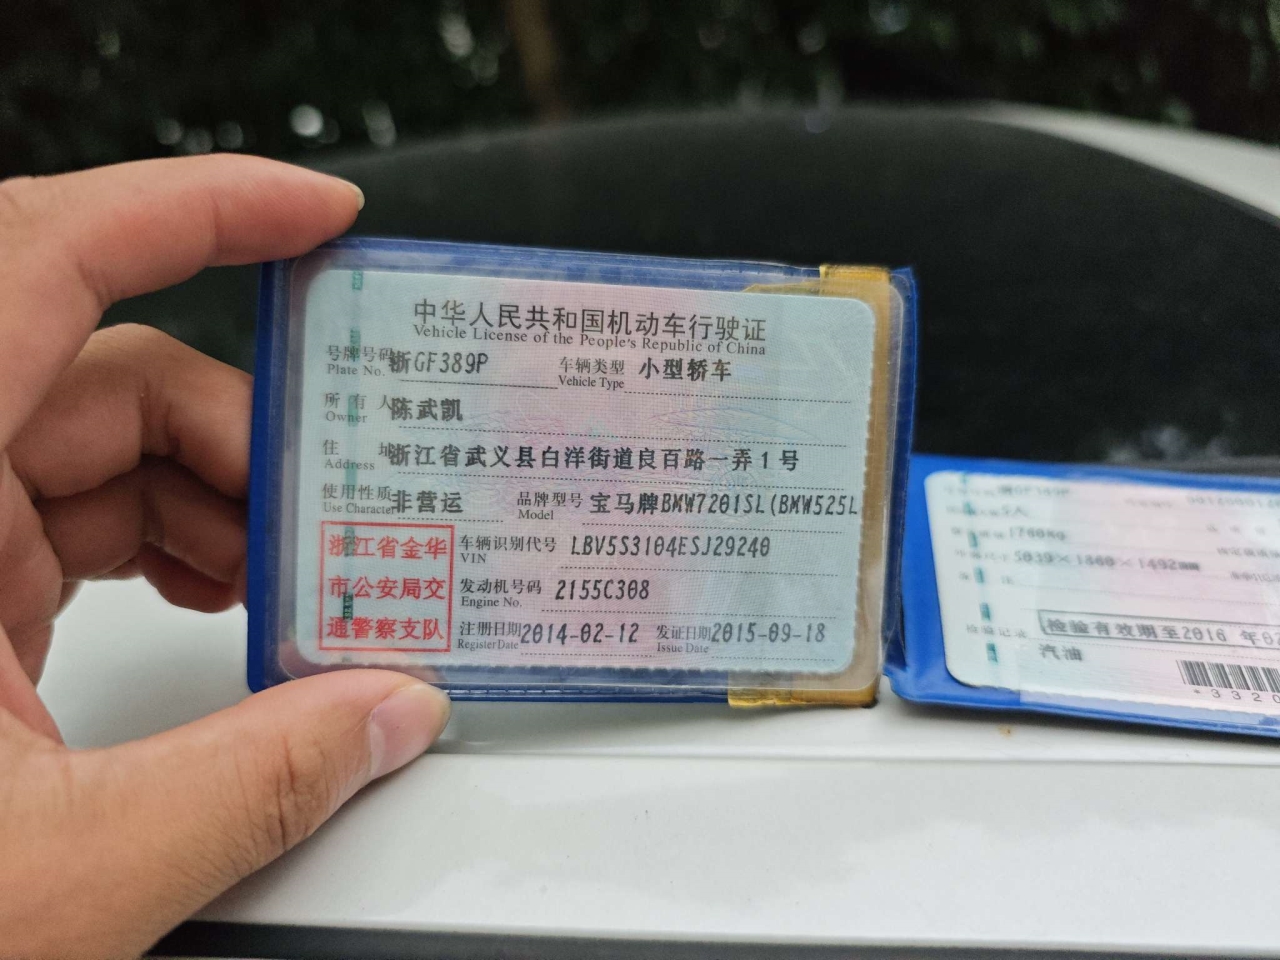 中华人民共和国机动车行驶证
Vehicle License of the People's Republic of China
号牌号码 浙GF389P 车辆类型 小型轿车
Plate No. Vehicle Type
所有人 陈武凯
Owner
住址 浙江省武义县白洋街道良百路一弄1号
Address
使用性质 非营运 品牌型号 宝马牌BMW7201SL(BMW525L
Use Character Model
浙江省金华
市公安局交
通警察支队
车辆识别代号 LBV5S3104ESJ29240
VIN
发动机号码 2155C308
Engine No.
注册日期 2014-02-12 发证日期 2015-09-18
Register Date Issue Date
5039×1860×1492mm
检验记录 检验有效期至2016 年02
汽油
*3320